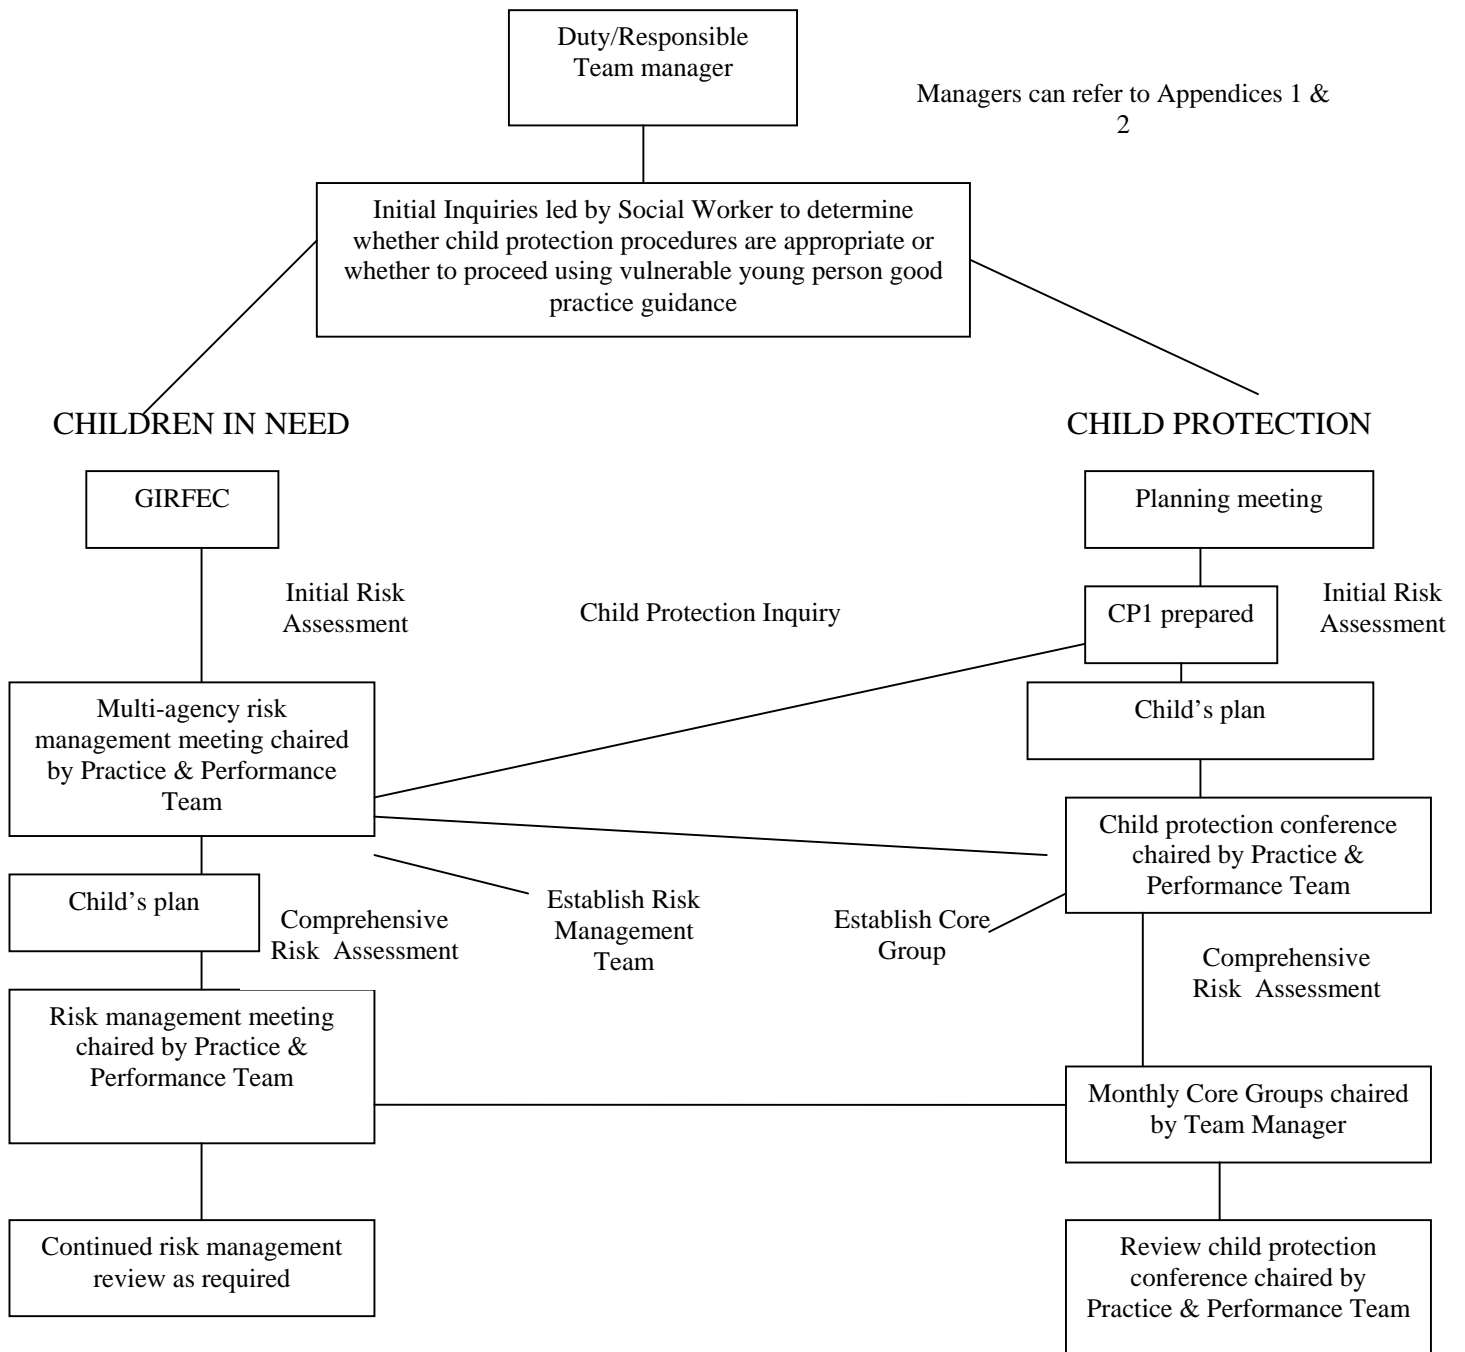 Duty/Responsible
Team manager
Managers can refer to Appendices 1 &
2
Initial Inquiries led by Social Worker to determine
whether child protection procedures are appropriate or
whether to proceed using vulnerable young person good
practice guidance
CHILDREN IN NEED
CHILD PROTECTION
GIRFEC
Planning meeting
Initial Risk
Assessment
Child Protection Inquiry
CP1 prepared
Initial Risk
Assessment
Multi-agency risk
management meeting chaired
by Practice & Performance
Team
Child's plan
Child protection conference
chaired by Practice &
Performance Team
Child's plan
Comprehensive
Risk  Assessment
Establish Risk
Management
Team
Establish Core
Group
Comprehensive
Risk  Assessment
Risk management meeting
chaired by Practice &
Performance Team
Monthly Core Groups chaired
by Team Manager
Continued risk management
review as required
Review child protection
conference chaired by
Practice & Performance Team